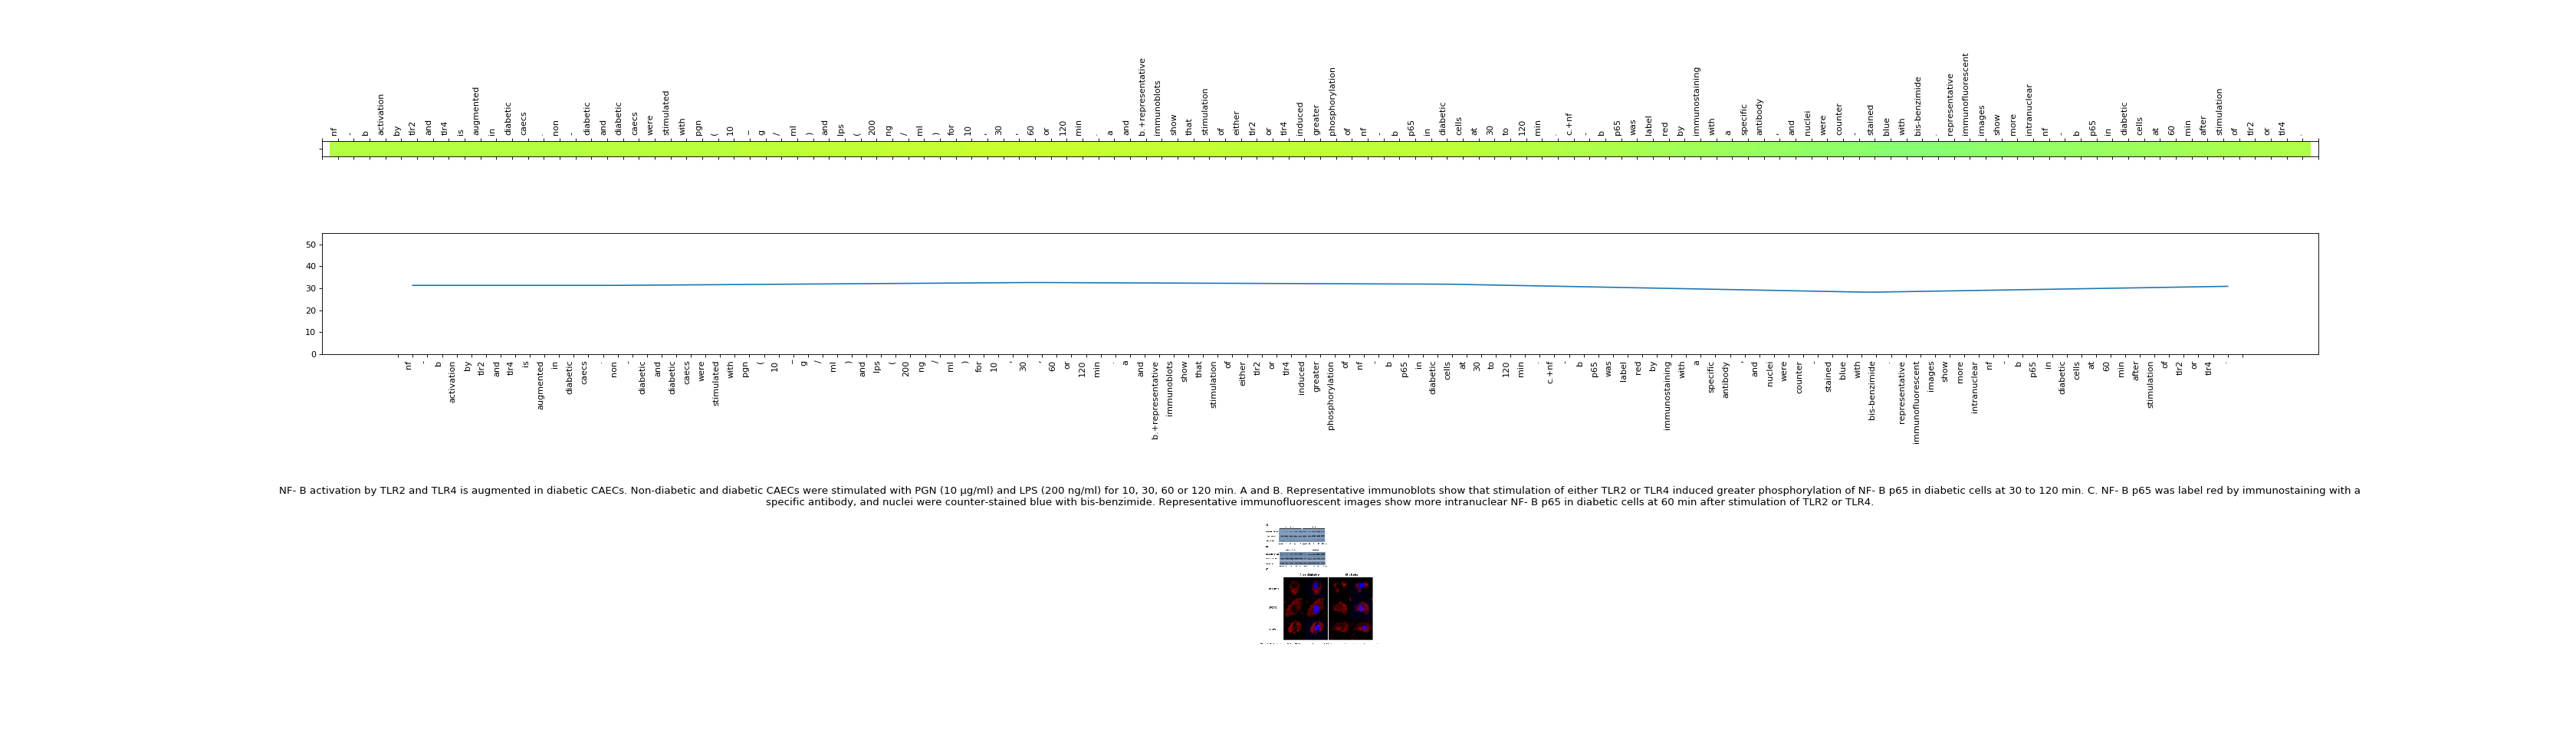 nf - b activation by tlr2 and tlr4 is augmented in diabetic caecs . non - diabetic and diabetic caecs were stimulated with pgn ( 10 – g / ml ) and lps ( 200 ng / ml ) for 10 , 30 , 60 or 120 min . a and b.+representative immunoblots show that stimulation of either tlr2 or tlr4 induced greater phosphorylation of nf - b p65 in diabetic cells at 30 to 120 min . c.+nf - b p65 was label red by immunostaining with a specific antibody , and nuclei were counter - stained blue with bis-benzimide . representative immunofluorescent images show more intranuclear nf - b p65 in diabetic cells at 60 min after stimulation of tlr2 or tlr4 .
50
40
30
20
10
0
nf - b activation by tlr2 and tlr4 is augmented in diabetic caecs . non - diabetic and diabetic caecs were stimulated with pgn ( 10 – g / ml ) and lps ( 200 ng / ml ) for 10 , 30 , 60 or 120 min . a and b.+representative immunoblots show that stimulation of either tlr2 or tlr4 induced greater phosphorylation of nf - b p65 in diabetic cells at 30 to 120 min . c.+nf - b p65 was label red by immunostaining with a specific antibody , and nuclei were counter - stained blue with bis-benzimide . representative immunofluorescent images show more intranuclear nf - b p65 in diabetic cells at 60 min after stimulation of tlr2 or tlr4 .
NF- B activation by TLR2 and TLR4 is augmented in diabetic CAECs. Non-diabetic and diabetic CAECs were stimulated with PGN (10 µg/ml) and LPS (200 ng/ml) for 10, 30, 60 or 120 min. A and B. Representative immunoblots show that stimulation of either TLR2 or TLR4 induced greater phosphorylation of NF- B p65 in diabetic cells at 30 to 120 min. C. NF- B p65 was label red by immunostaining with a
specific antibody, and nuclei were counter-stained blue with bis-benzimide. Representative immunofluorescent images show more intranuclear NF- B p65 in diabetic cells at 60 min after stimulation of TLR2 or TLR4.